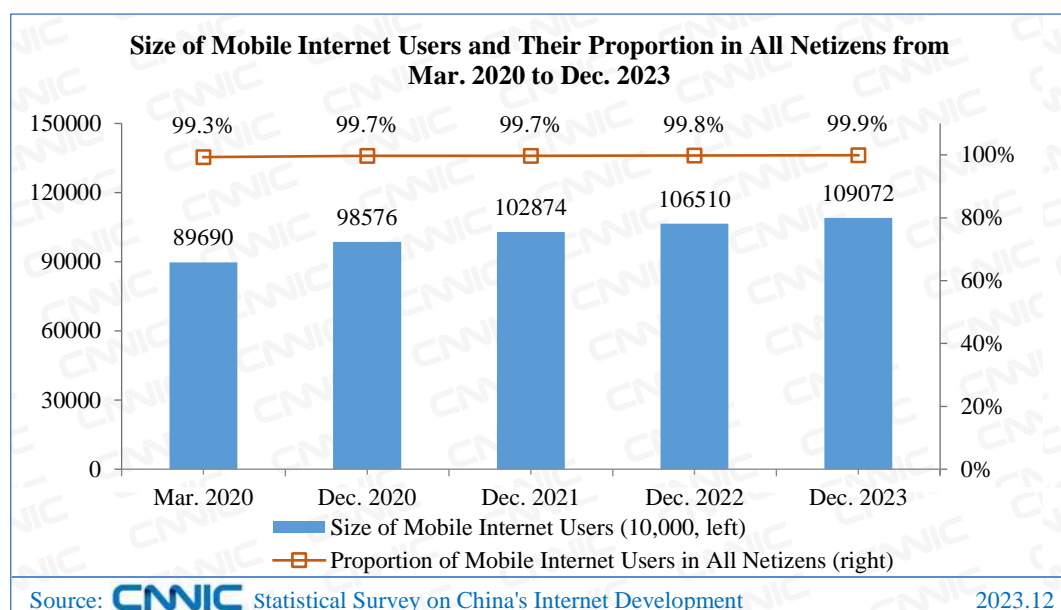 Size of Mobile Internet Users and Their Proportion in All Netizens from
Mar. 2020 to Dec. 2023
150000
120000
90000
60000
30000
0
99.3%
99.7%
99.7%
99.8%
99.9%
89690
98576
102874
106510
109072
100%
80%
60%
40%
20%
0%
Mar. 2020
Dec. 2020
Dec. 2021
Dec. 2022
Dec. 2023
Size of Mobile Internet Users (10,000, left)
Proportion of Mobile Internet Users in All Netizens (right)
Source: CNNIC Statistical Survey on China's Internet Development 2023.12